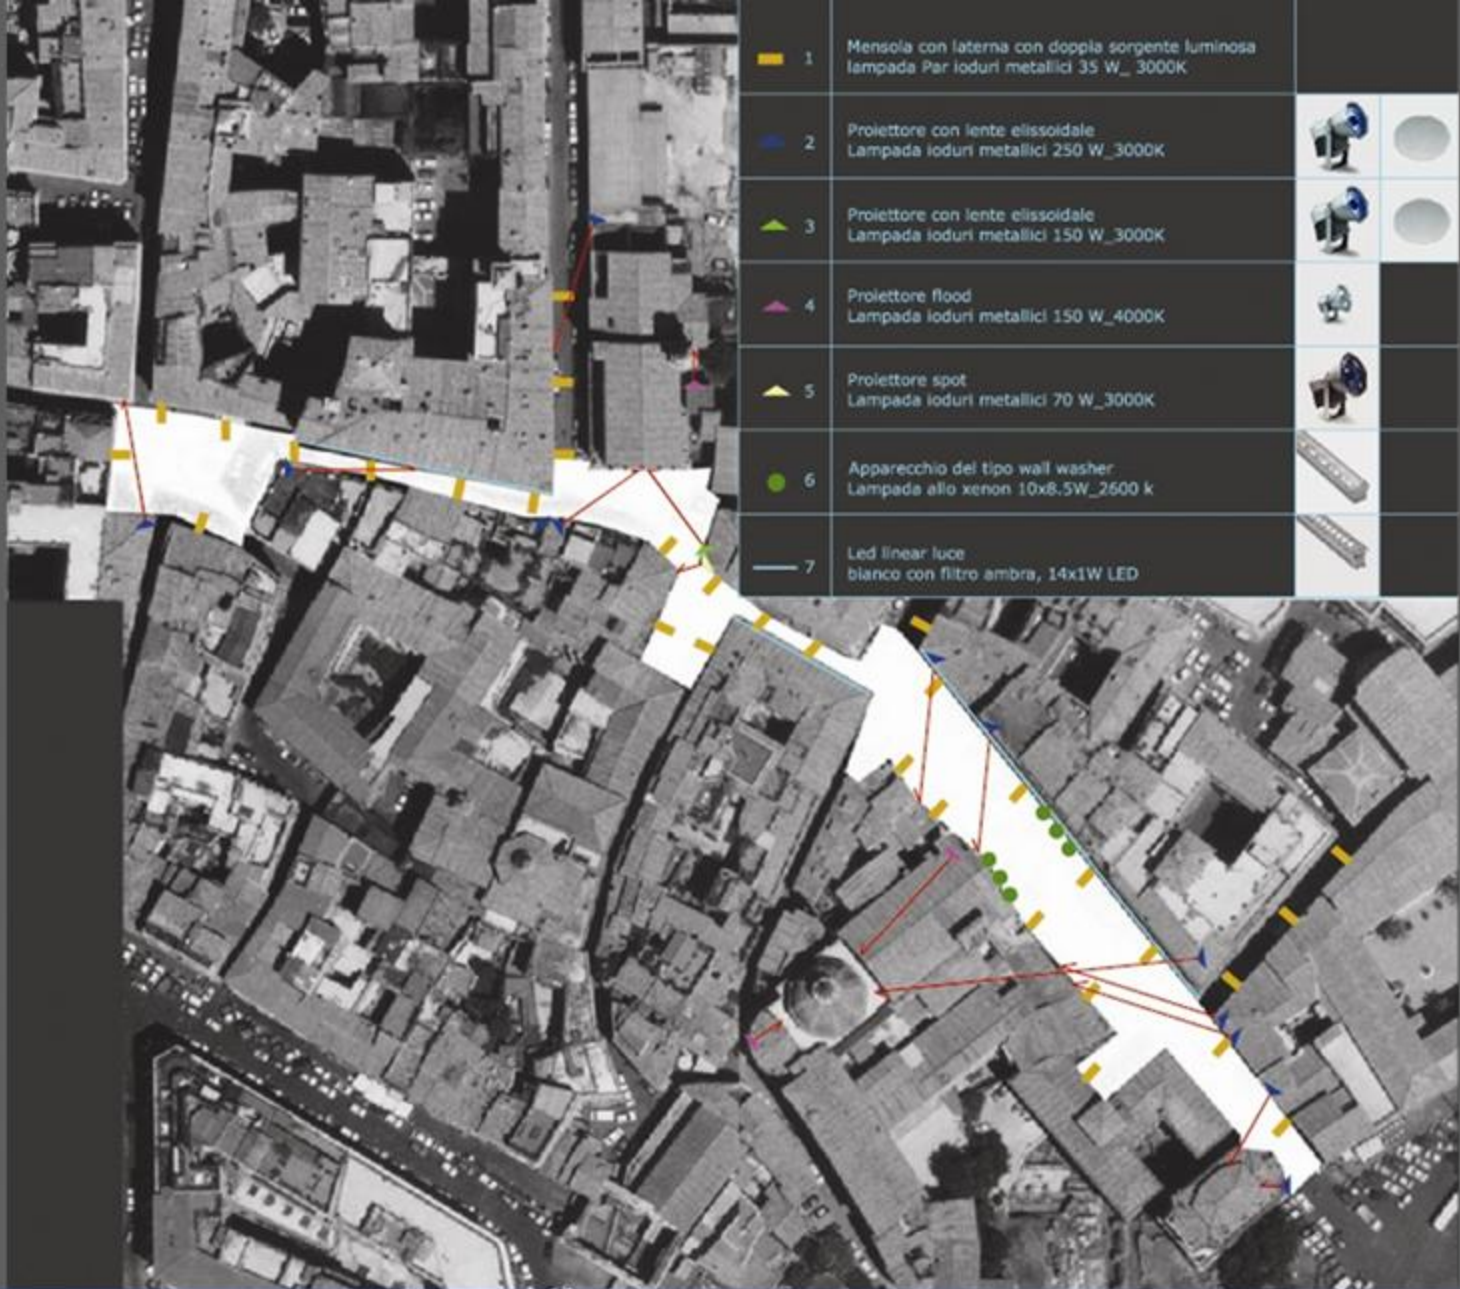 1 Mensola con laterna con doppia sorgente luminosa
lampada Par ioduri metallici 35 W_ 3000K
2 Proiettore con lente elissoidale
Lampada ioduri metallici 250 W_3000K
3 Proiettore con lente elissoidale
Lampada ioduri metallici 150 W_3000K
4 Proiettore flood
Lampada ioduri metallici 150 W_4000K
5 Proiettore spot
Lampada ioduri metallici 70 W_3000K
6 Apparecchio del tipo wall washer
Lampada allo xenon 10x8.5W_2600 k
7 Led linear luce
bianco con filtro ambra, 14x1W LED